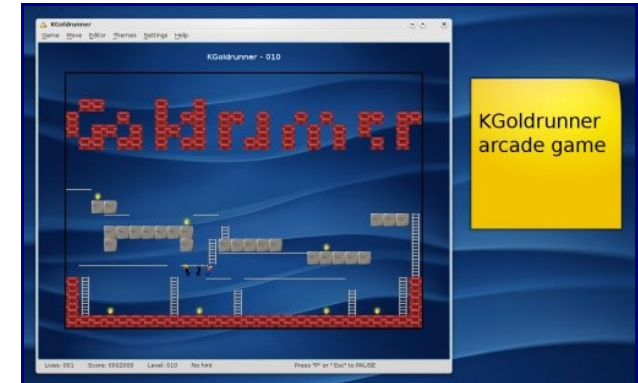 KGoldrunner
Game Move Editor Themes Settings Help
KGoldrunner - 010
Goldrunner
KGoldrunner
arcade game
Lives: 001 Score: 0002000 Level: 010 No hint Press "P" or "Esc" to PAUSE